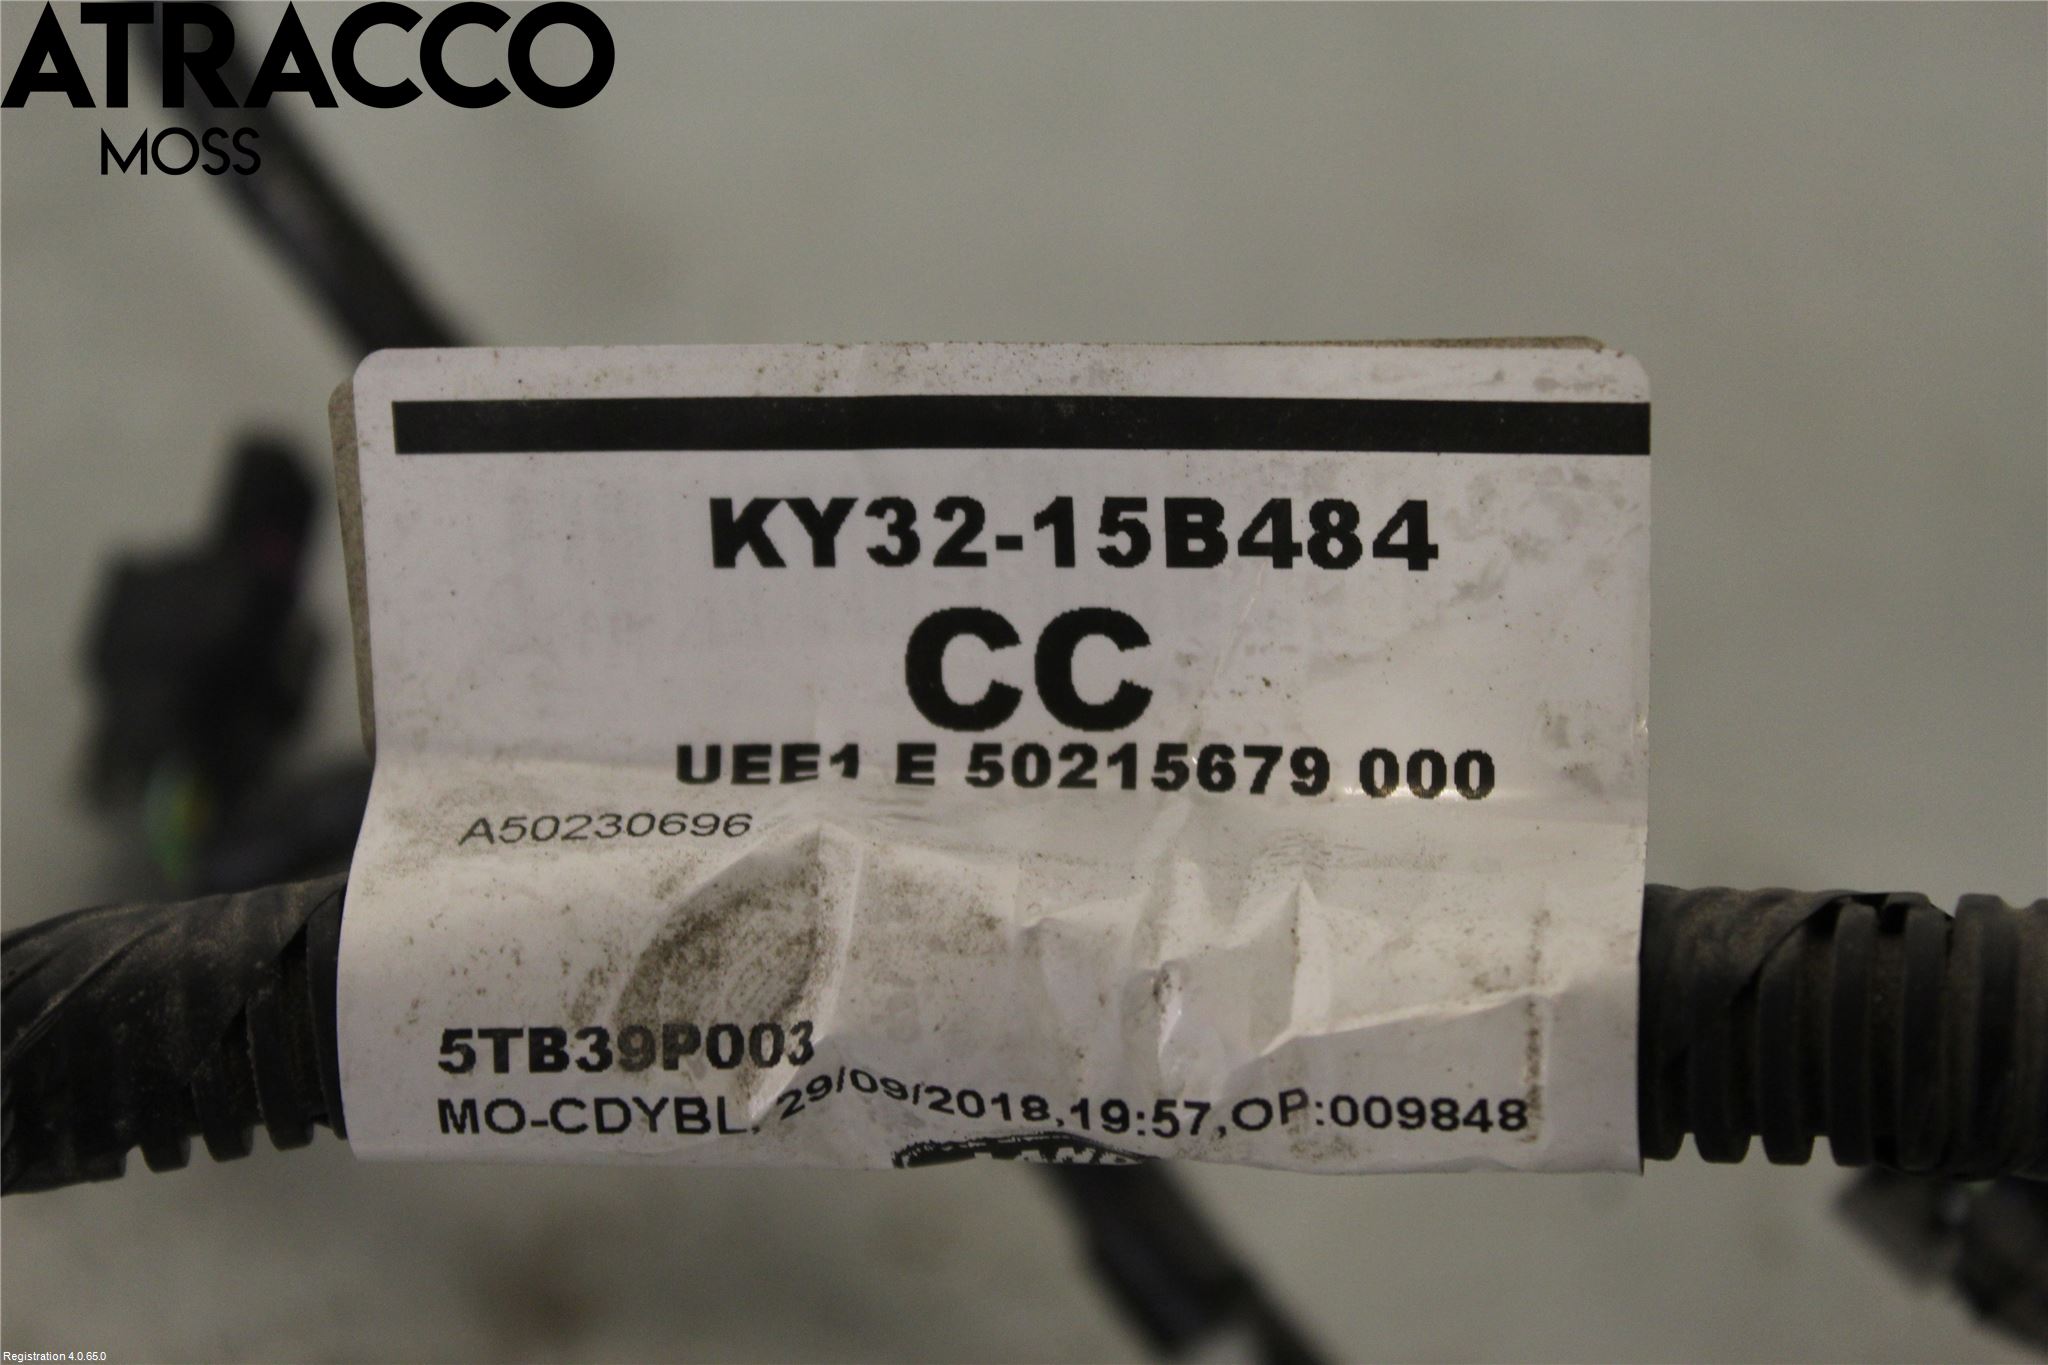 ATRACCO
MOSS
KY32-15B484
CC
UEE1 E 50215679 000
A50230696
5TB39P003
MO-CDYBL, 29/09/2018,19:57,OP:009848
Registration 4.0.65.0